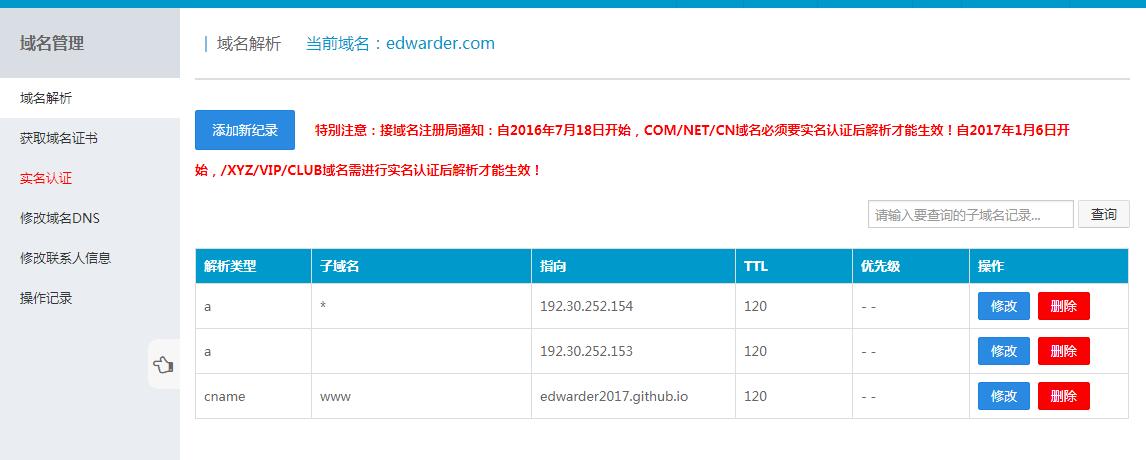 域名管理
域名解析
获取域名证书
实名认证
修改域名DNS
修改联系人信息
操作记录
| 域名解析 当前域名：edwarder.com
添加新纪录 特别注意：接域名注册局通知：自2016年7月18日开始，COM/NET/CN域名必须要实名认证后解析才能生效！自2017年1月6日开
始，/XYZ/VIP/CLUB域名需进行实名认证后解析才能生效！
请输入要查询的子域名记录... 查询
解析类型 子域名 指向 TTL 优先级 操作
a * 192.30.252.154 120 - - 修改 删除
a 192.30.252.153 120 - - 修改 删除
cname www edwarder2017.github.io 120 - - 修改 删除